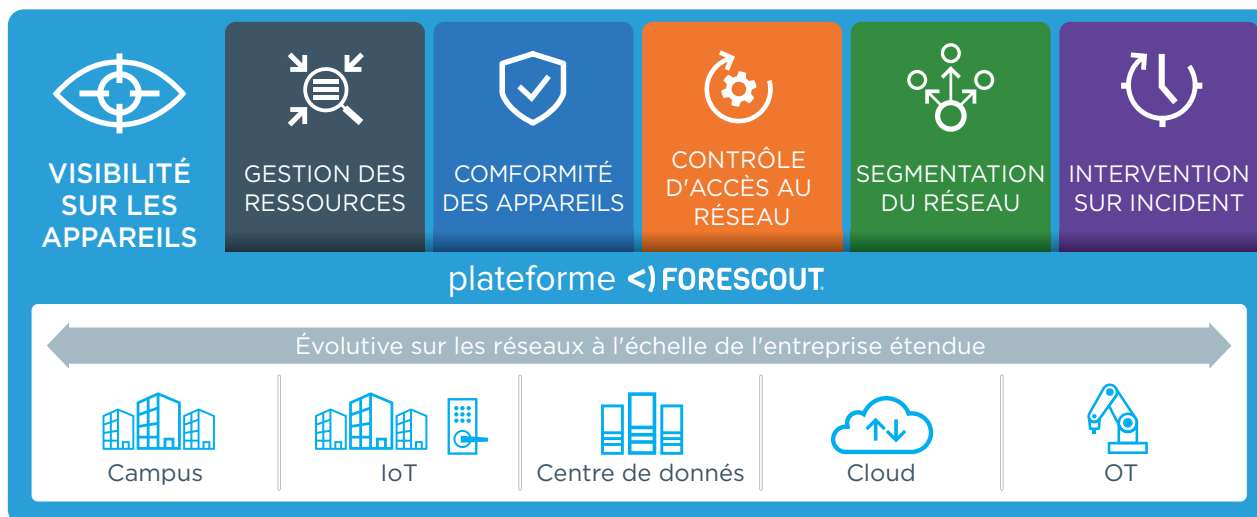 VISIBILITÉ
SUR LES
APPAREILS
GESTION DES
RESSOURCES
COMFORMITÉ
DES APPAREILS
CONTRÔLE
D'ACCÈS AU
RÉSEAU
SEGMENTATION
DU RÉSEAU
INTERVENTION
SUR INCIDENT
plateforme <) FORESCOUT.
Évolutive sur les réseaux à l'échelle de l'entreprise étendue
Campus
IoT
Centre de donnés
Cloud
OT